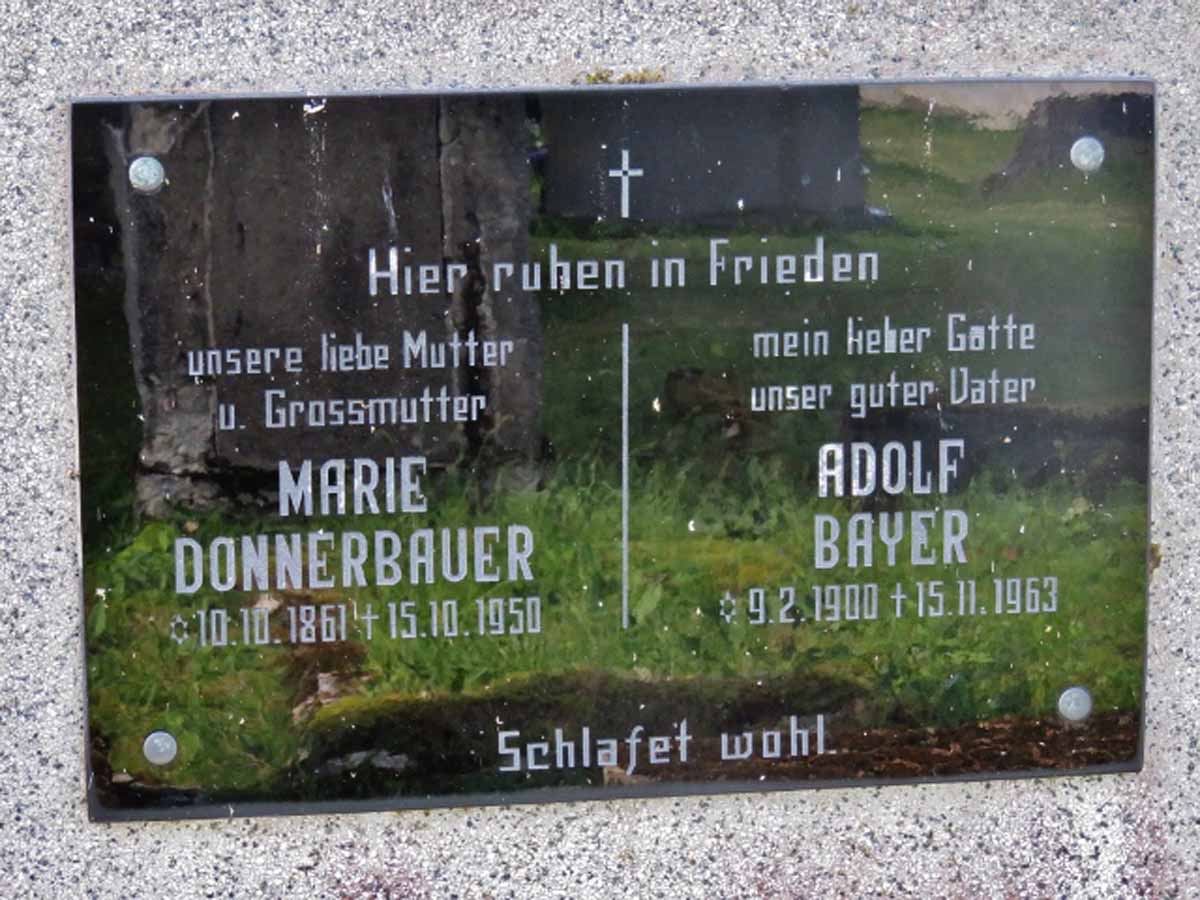 Hier ruhen in Frieden
unsere liebe Mutter
u. Grossmutter
MARIE
DONNERBAUER
✡10.10.1861 † 15.10.1950
mein lieber Gatte
unser guter Vater
ADOLF
BAYER
✡9.2.1900 † 15.11.1963
Schlafet wohl.